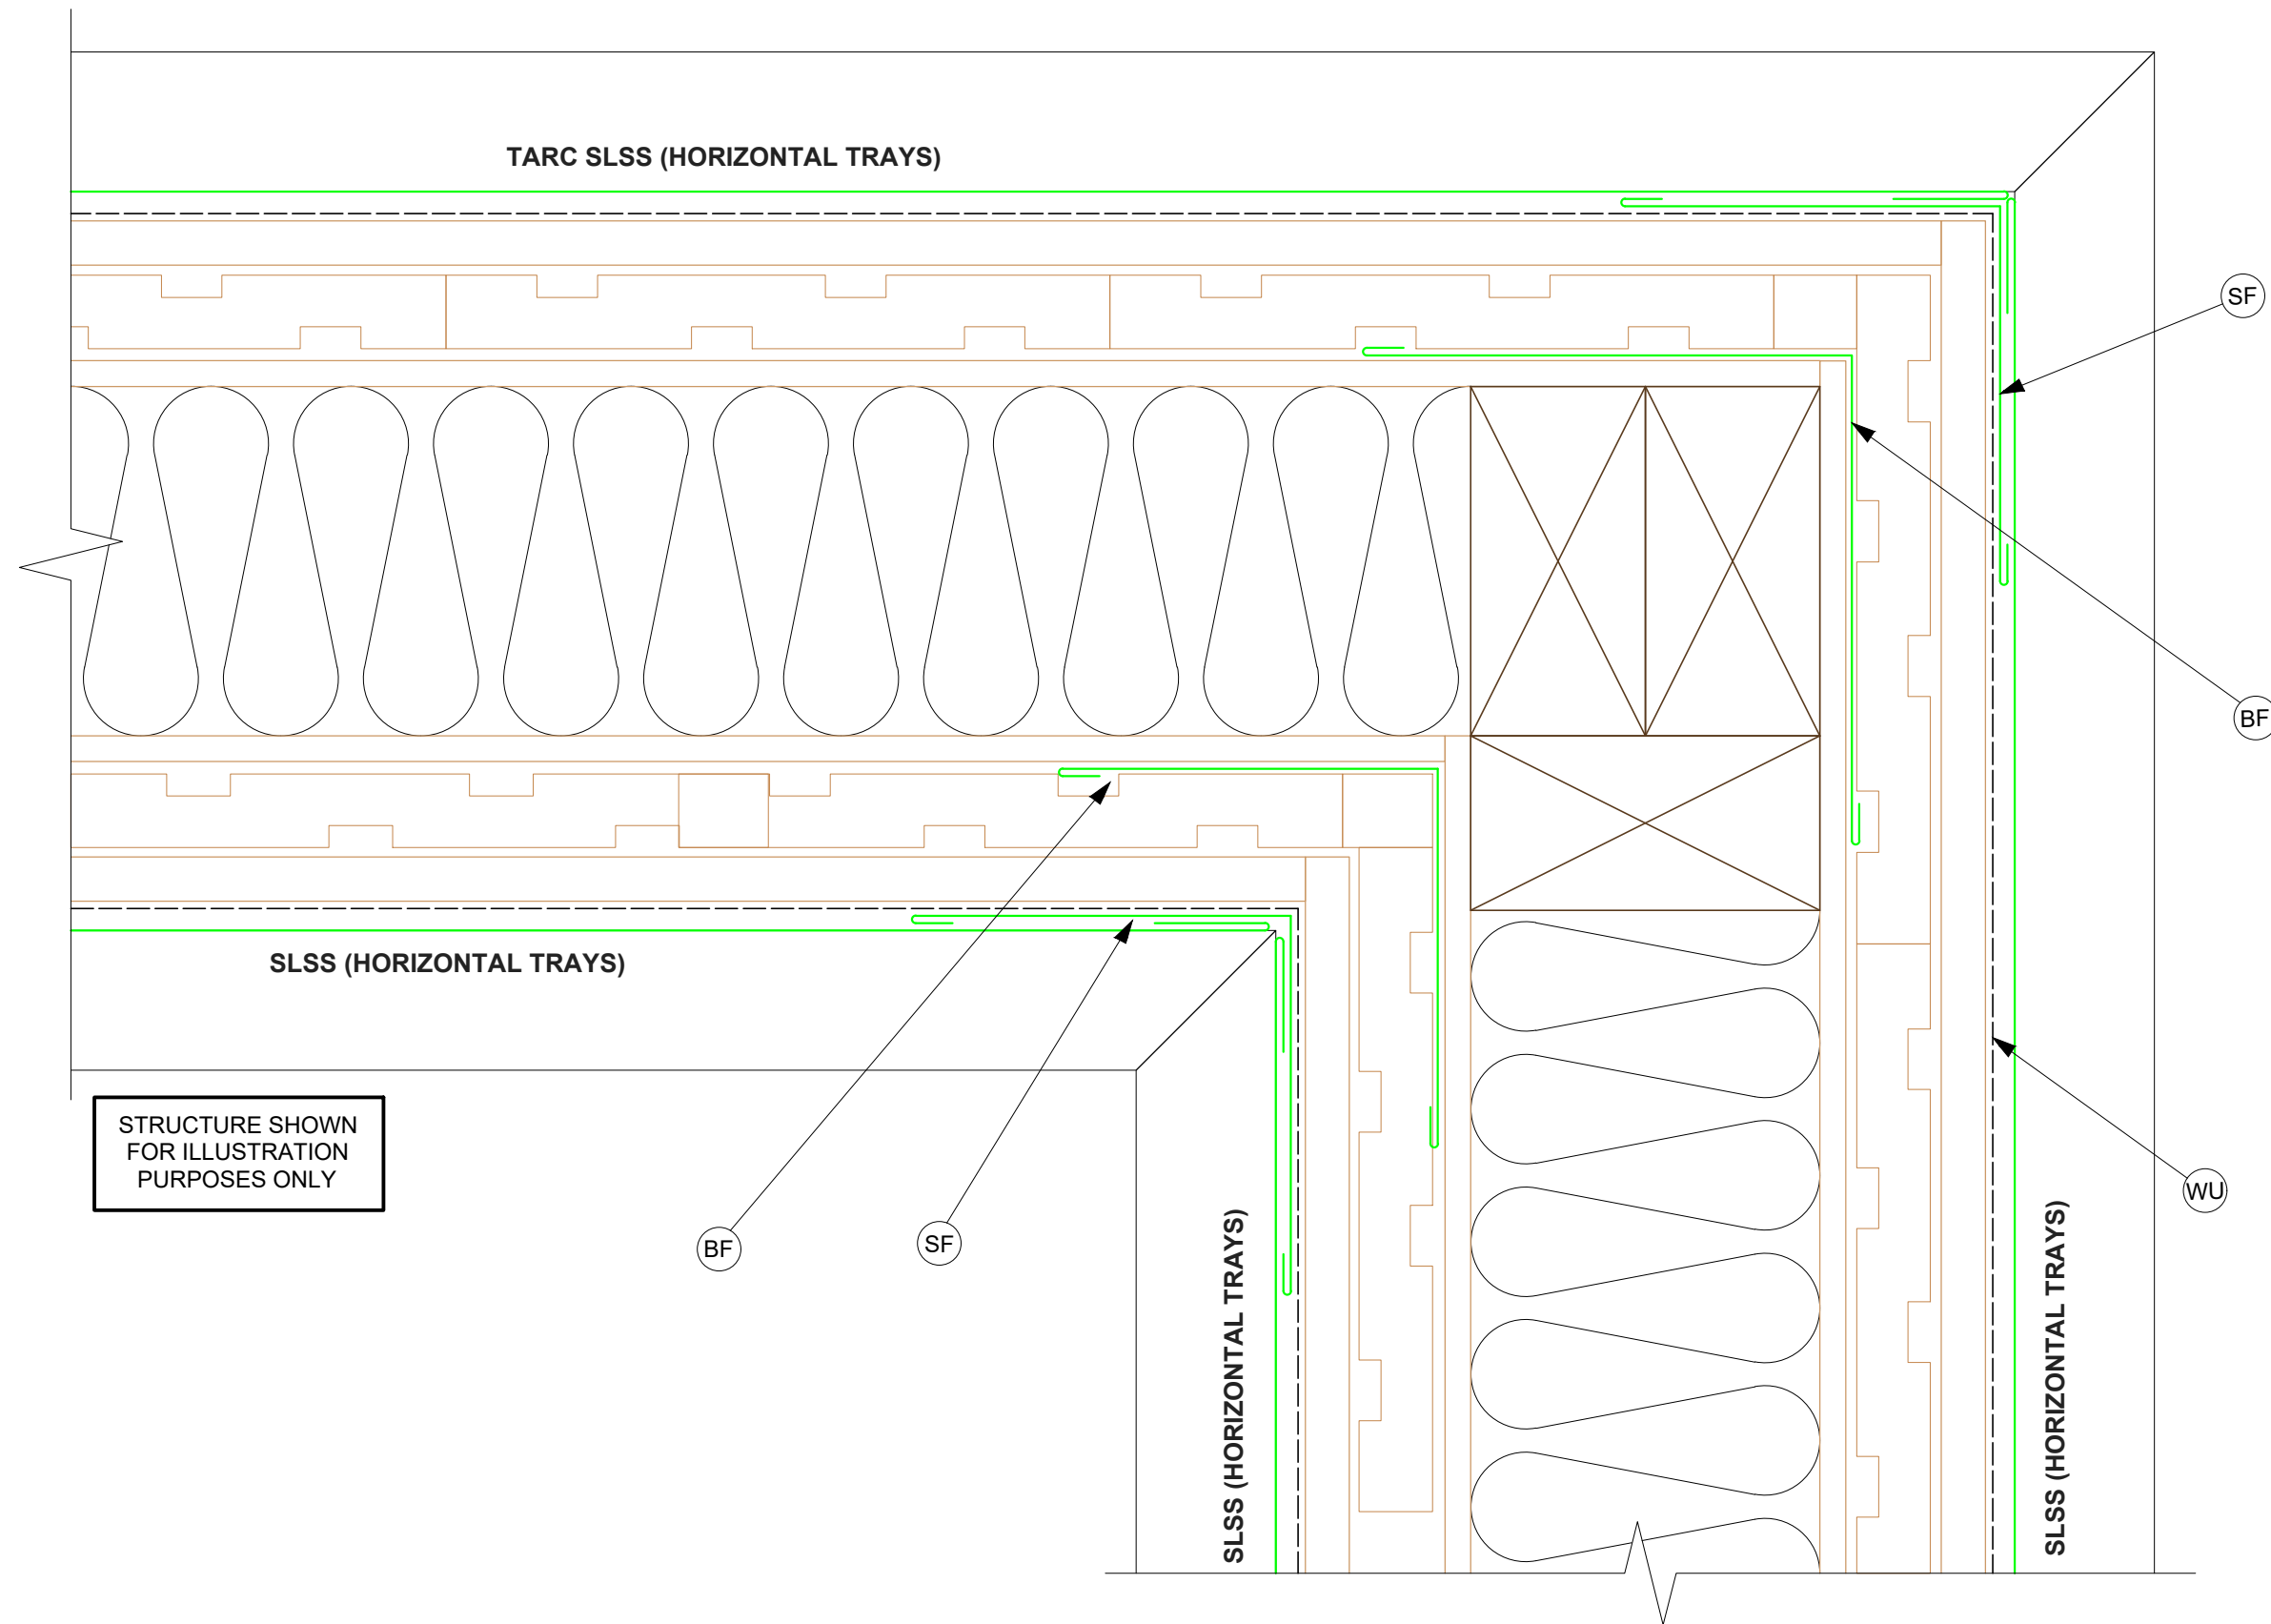 TARC SLSS (HORIZONTAL TRAYS)
SF
BF
SLSS (HORIZONTAL TRAYS)
STRUCTURE SHOWN
FOR ILLUSTRATION
PURPOSES ONLY
BF
SF
SLSS (HORIZONTAL TRAYS)
WU
SLSS (HORIZONTAL TRAYS)